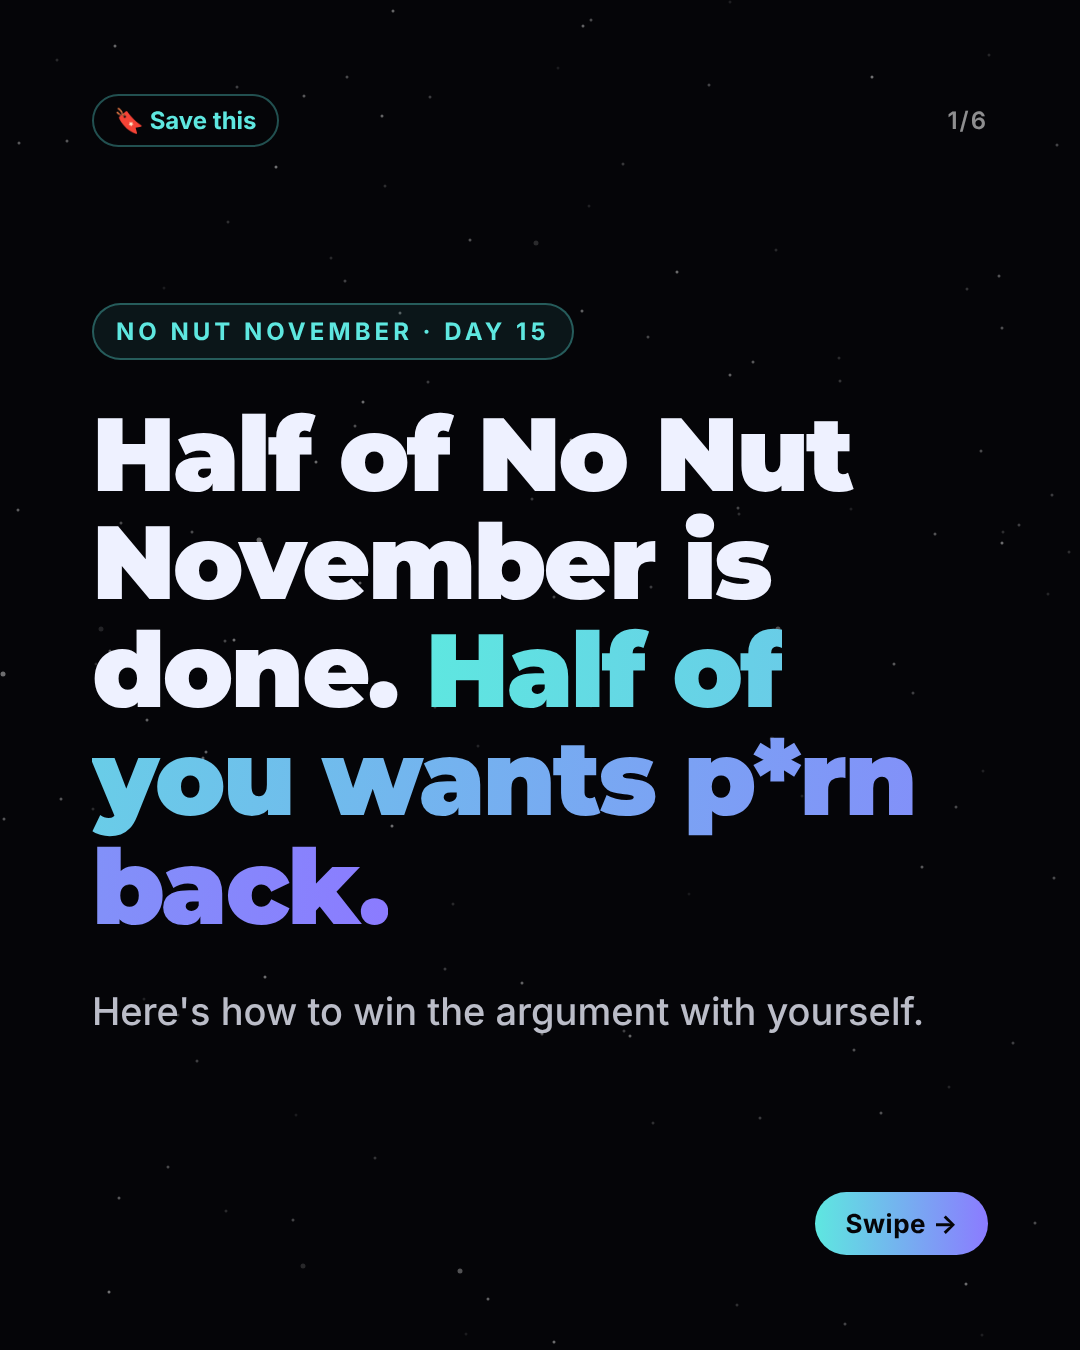 🔖 Save this
1/6
NO NUT NOVEMBER · DAY 15
Half of No Nut
November is
done. Half of
you wants p*rn
back.
Here's how to win the argument with yourself.
Swipe →